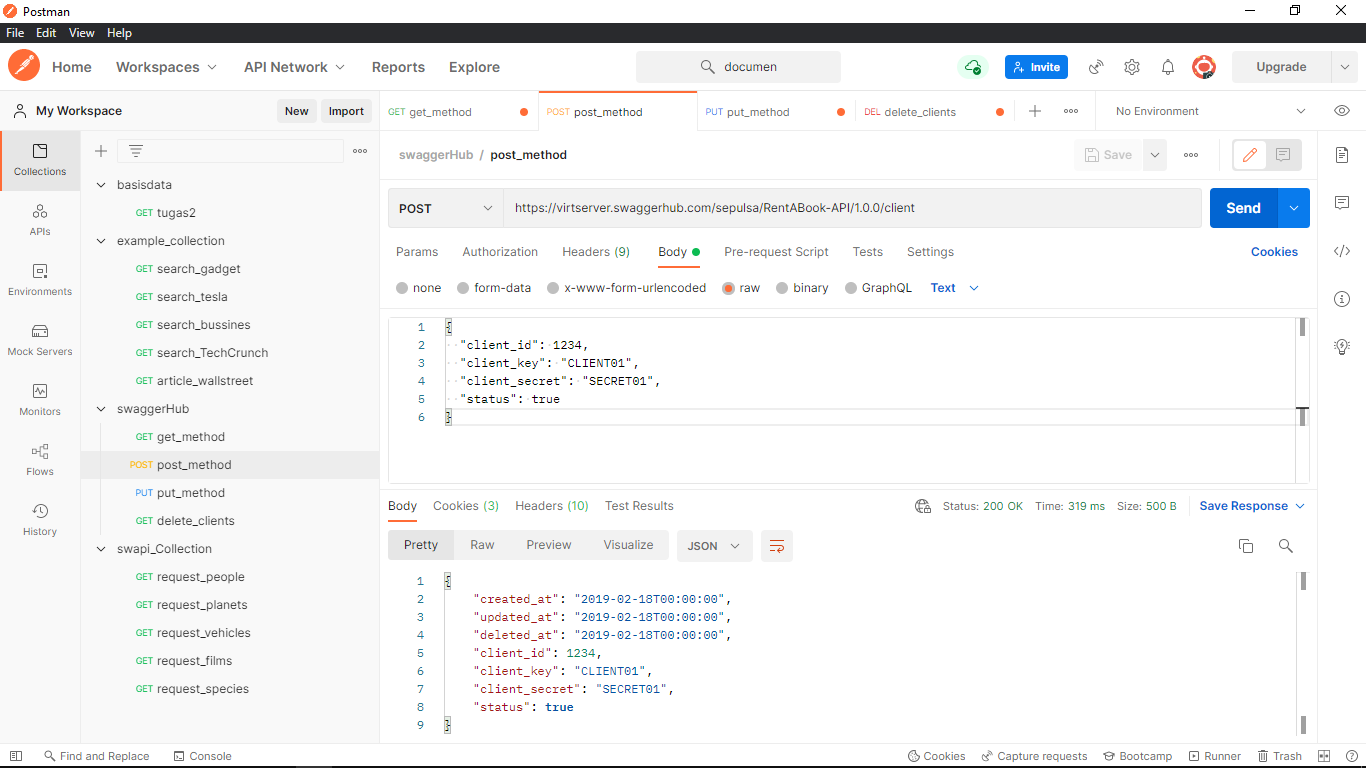 Postman
File Edit View Help
Home Workspaces API Network Reports Explore documen Invite Upgrade
My Workspace New Import
GET get_method POST post_method PUT put_method DEL delete_clients No Environment
Collections
APIs
Environments
Mock Servers
Monitors
Flows
History
basisdata
GET tugas2
example_collection
GET search_gadget
GET search_tesla
GET search_bussines
GET search_TechCrunch
GET article_wallstreet
swaggerHub
GET get_method
POST post_method
PUT put_method
GET delete_clients
swapi_Collection
GET request_people
GET request_planets
GET request_vehicles
GET request_films
GET request_species
swaggerHub / post_method Save
POST https://virtserver.swaggerhub.com/sepulsa/RentABook-API/1.0.0/client Send
Params Authorization Headers (9) Body Pre-request Script Tests Settings Cookies
none form-data x-www-form-urlencoded raw binary GraphQL Text
1 {
2 "client_id": 1234,
3 "client_key": "CLIENT01",
4 "client_secret": "SECRET01",
5 "status": true
6 }
Body Cookies (3) Headers (10) Test Results Status: 200 OK Time: 319 ms Size: 500 B Save Response
Pretty Raw Preview Visualize JSON
1 {
2 "created_at": "2019-02-18T00:00:00",
3 "updated_at": "2019-02-18T00:00:00",
4 "deleted_at": "2019-02-18T00:00:00",
5 "client_id": 1234,
6 "client_key": "CLIENT01",
7 "client_secret": "SECRET01",
8 "status": true
9 }
Find and Replace Console Cookies Capture requests Bootcamp Runner Trash